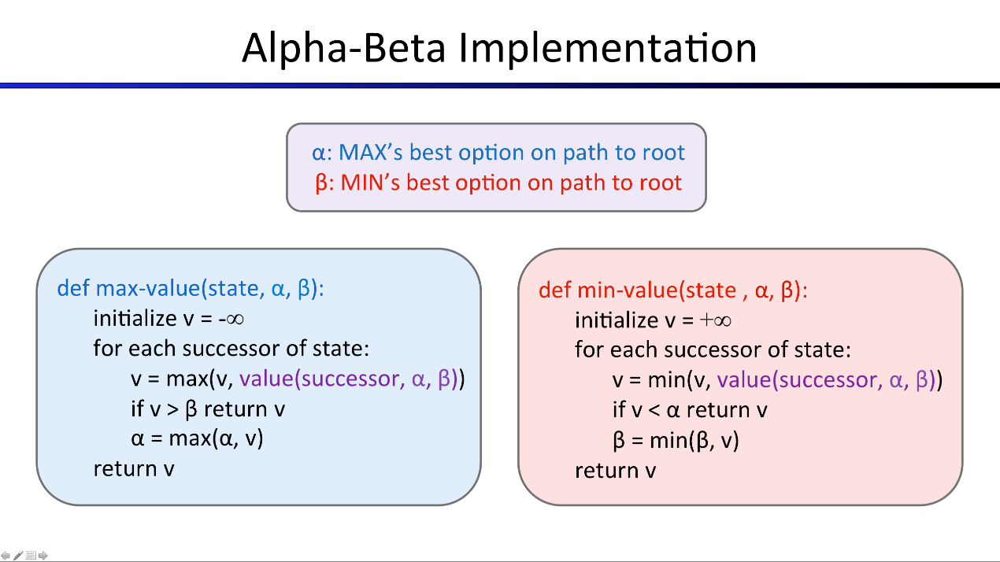 Alpha-Beta Implementation
α: MAX’s best option on path to root
β: MIN’s best option on path to root
def max-value(state, α, β):
initialize v = -∞
for each successor of state:
v = max(v, value(successor, α, β))
if v > β return v
α = max(α, v)
return v
def min-value(state , α, β):
initialize v = +∞
for each successor of state:
v = min(v, value(successor, α, β))
if v < α return v
β = min(β, v)
return v